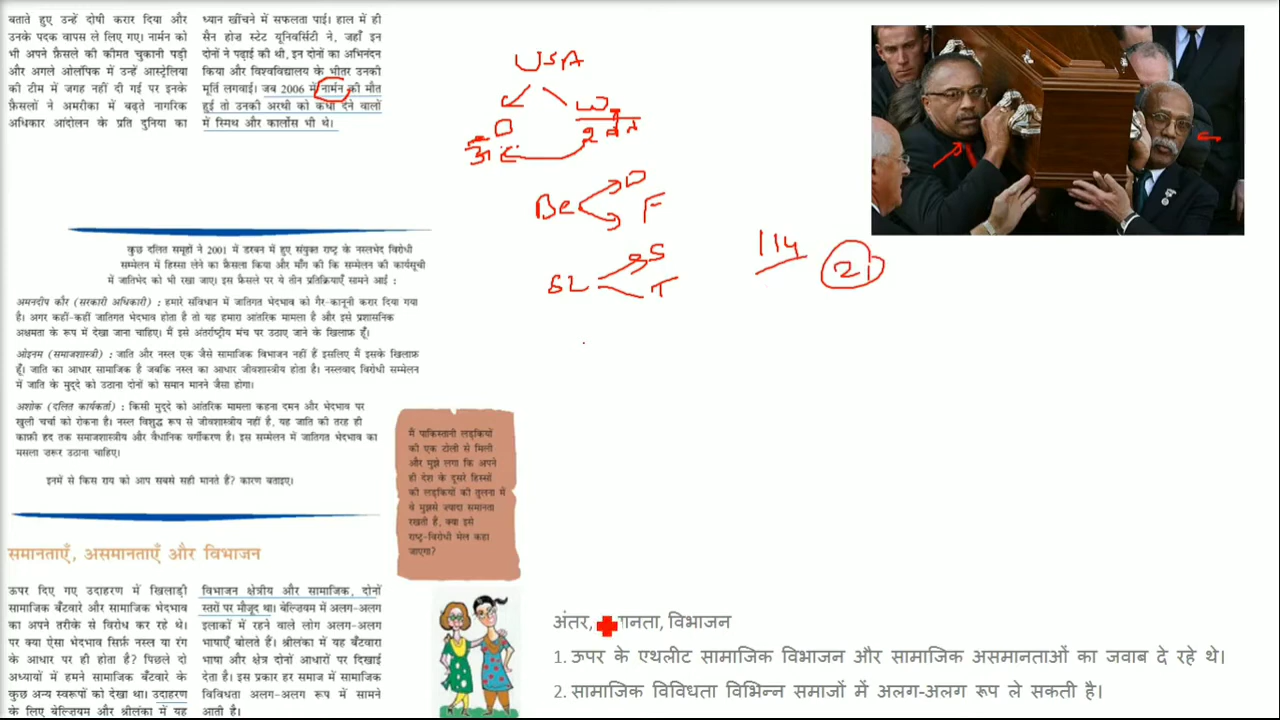 बताते हुए उन्हें दोषी करार दिया और
उनके पदक वापस ले लिए गए। नार्मन को
भी अपने फ़ैसले की कीमत चुकानी पड़ी
और अगले ओलंपिक में उन्हें आस्ट्रेलिया
की टीम में जगह नहीं दी गई पर इनके
फ़ैसलों ने अमरीका में बढ़ते नागरिक
अधिकार आंदोलन के प्रति दुनिया का
ध्यान खींचने में सफलता पाई। हाल में ही
सैन होज़ स्टेट यूनिवर्सिटी ने, जहाँ इन
दोनों ने पढ़ाई की थी, इन दोनों का अभिनंदन
किया और विश्वविद्यालय के भीतर उनकी
मूर्ति लगवाई। जब 2006 में नार्मन की मौत
हुई तो उनकी अरथी को कंधा देने वालों
में स्मिथ और कार्लोस भी थे।
USA
W
Be
D
F
SL
S
T
114
21
कुछ दलित समूहों ने 2001 में डरबन में हुए संयुक्त राष्ट्र के नस्लभेद विरोधी
सम्मेलन में हिस्सा लेने का फ़ैसला किया और माँग की कि सम्मेलन की कार्यसूची
में जातिभेद को भी रखा जाए। इस फ़ैसले पर ये तीन प्रतिक्रियाएँ सामने आईं :
अमनदीप कौर (सरकारी अधिकारी) : हमारे संविधान में जातिगत भेदभाव को गैर-कानूनी करार दिया गया
है। अगर कहीं-कहीं जातिगत भेदभाव होता है तो यह हमारा आंतरिक मामला है और इसे प्रशासनिक
अक्षमता के रूप में देखा जाना चाहिए। मैं इसे अंतर्राष्ट्रीय मंच पर उठाए जाने के खिलाफ़ हूँ।
ओइनम (समाजशास्त्री) : जाति और नस्ल एक जैसे सामाजिक विभाजन नहीं हैं इसलिए मैं इसके खिलाफ़
हूँ। जाति का आधार सामाजिक है जबकि नस्ल का आधार जीवशास्त्रीय होता है। नस्लवाद विरोधी सम्मेलन
में जाति के मुद्दे को उठाना दोनों को समान मानने जैसा होगा।
अशोक (दलित कार्यकर्ता) : किसी मुद्दे को आंतरिक मामला कहना दमन और भेदभाव पर
खुली चर्चा को रोकना है। नस्ल विशुद्ध रूप से जीवशास्त्रीय नहीं है, यह जाति की तरह ही
काफ़ी हद तक समाजशास्त्रीय और वैधानिक वर्गीकरण है। इस सम्मेलन में जातिगत भेदभाव का
मसला ज़रूर उठाना चाहिए।
इनमें से किस राय को आप सबसे सही मानते हैं? कारण बताइए।
मैं पाकिस्तानी लड़कियों
की एक टोली से मिली
और मुझे लगा कि अपने
ही देश के दूसरे हिस्सों
की लड़कियों की तुलना में
वे मुझसे ज्यादा समानता
रखती हैं, क्या इसे
राष्ट्र-विरोधी मेल कहा
जाएगा?
समानताएँ, असमानताएँ और विभाजन
ऊपर दिए गए उदाहरण में खिलाड़ी
सामाजिक बँटवारे और सामाजिक भेदभाव
का अपने तरीके से विरोध कर रहे थे।
पर क्या ऐसा भेदभाव सिर्फ़ नस्ल या रंग
के आधार पर ही होता है? पिछले दो
अध्यायों में हमने सामाजिक बँटवारे के
कुछ अन्य स्वरूपों को देखा था। उदाहरण
के लिए बेल्जियम और श्रीलंका में यह
विभाजन क्षेत्रीय और सामाजिक, दोनों
स्तरों पर मौजूद था। बेल्जियम में अलग-अलग
इलाकों में रहने वाले लोग अलग-अलग
भाषाएँ बोलते हैं। श्रीलंका में यह बँटवारा
भाषा और क्षेत्र दोनों आधारों पर दिखाई
देता है। इस प्रकार हर समाज में सामाजिक
विविधता अलग-अलग रूप में सामने
आती है।
अंतर, विभाजन
1. ऊपर के एथलीट सामाजिक विभाजन और सामाजिक असमानताओं का जवाब दे रहे थे।
2. सामाजिक विविधता विभिन्न समाजों में अलग-अलग रूप ले सकती है।